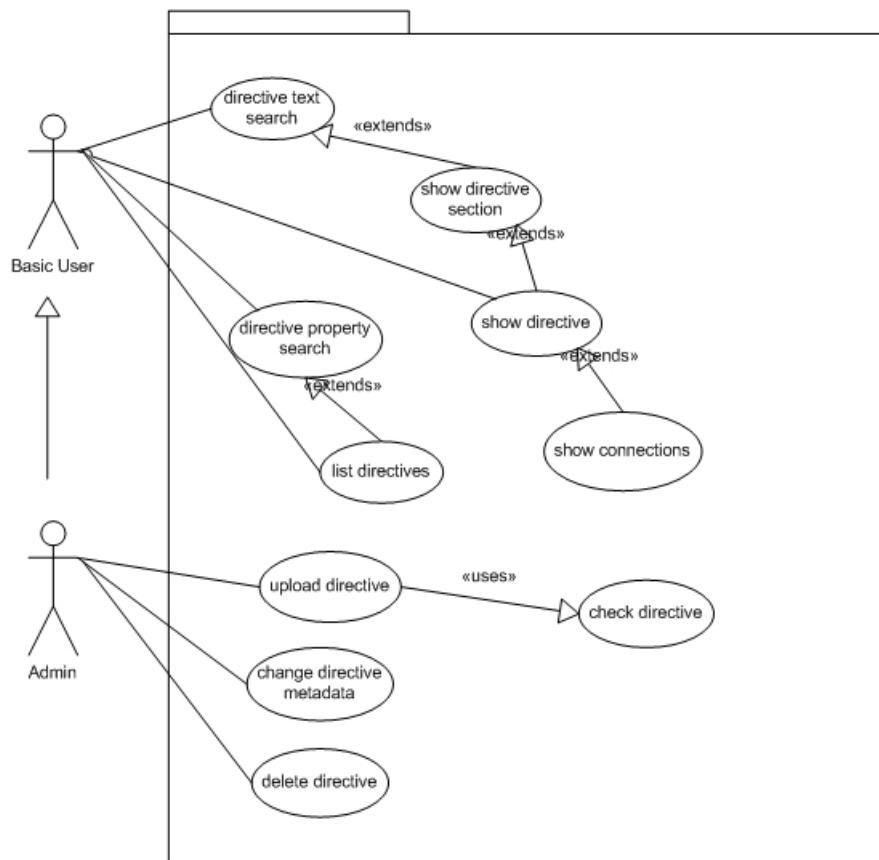 directive text
search
«extends»
show directive
section
«extends»
Basic User
directive property
search
show directive
«extends»
«extends»
show connections
list directives
«uses»
upload directive
check directive
Admin
change directive
metadata
delete directive